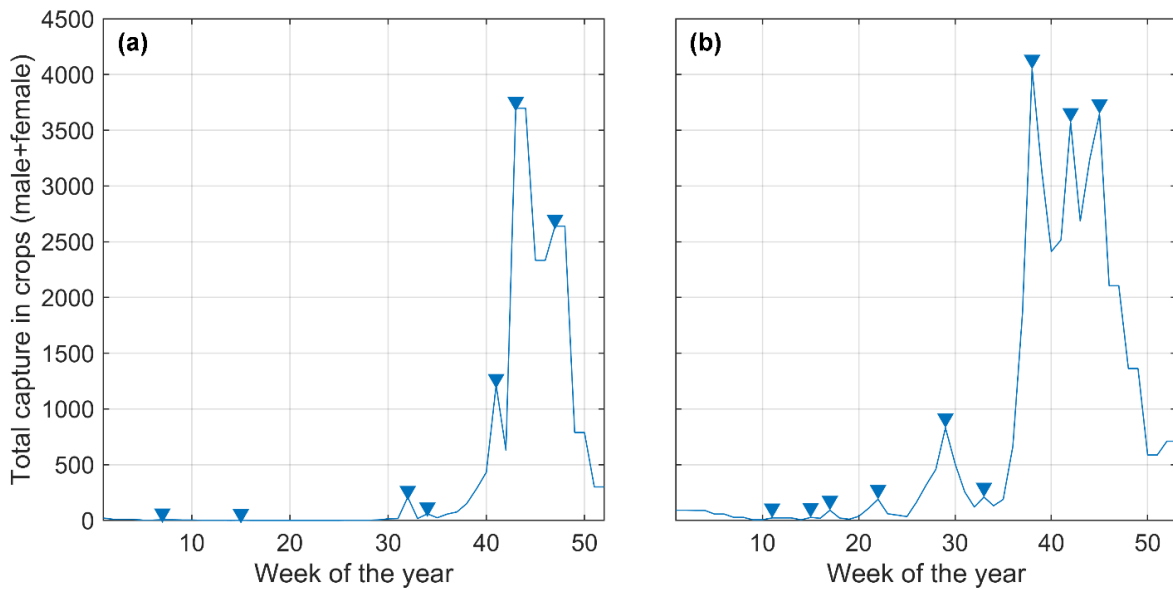 Total capture in crops (male+female)
4500
4000
3500
3000
2500
2000
1500
1000
500
0
(a)
10 20 30 40 50
Week of the year
(b)
10 20 30 40 50
Week of the year